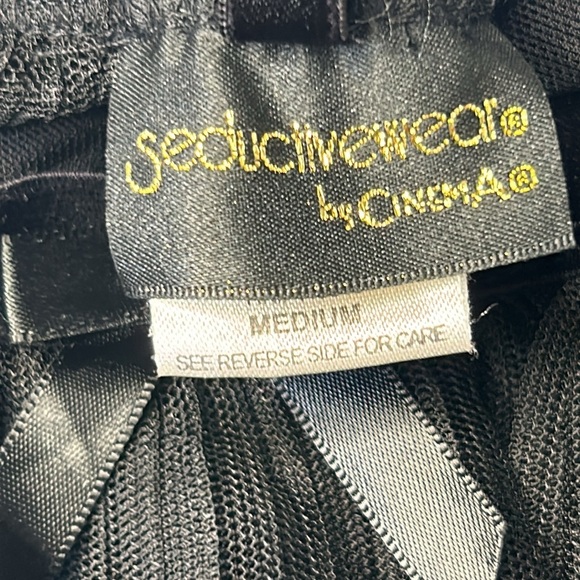 Seductivewear®
by CINEMA®
MEDIUM
SEE REVERSE SIDE FOR CARE